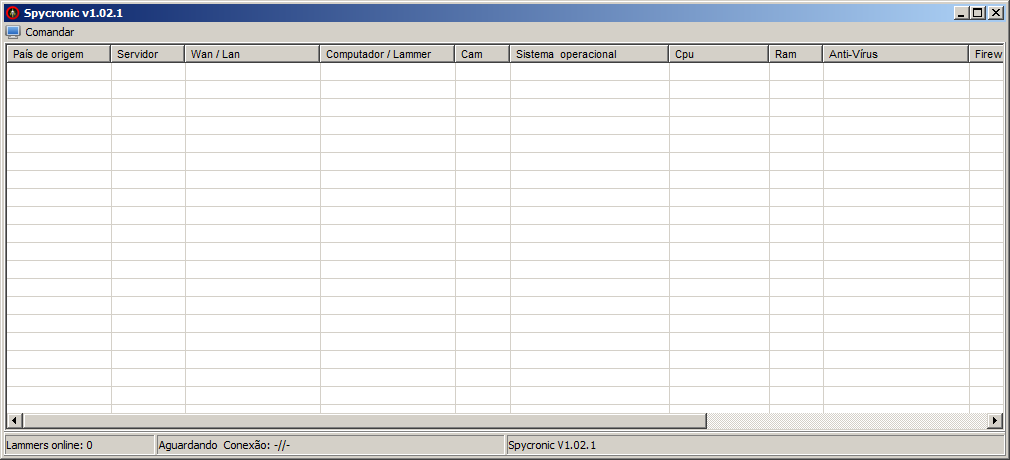 Spycronic v1.02.1
Comandar
País de origem Servidor Wan / Lan Computador / Lammer Cam Sistema operacional Cpu Ram Anti-Vírus Firew
Lammers online: 0 Aguardando Conexão: -//- Spycronic V1.02.1